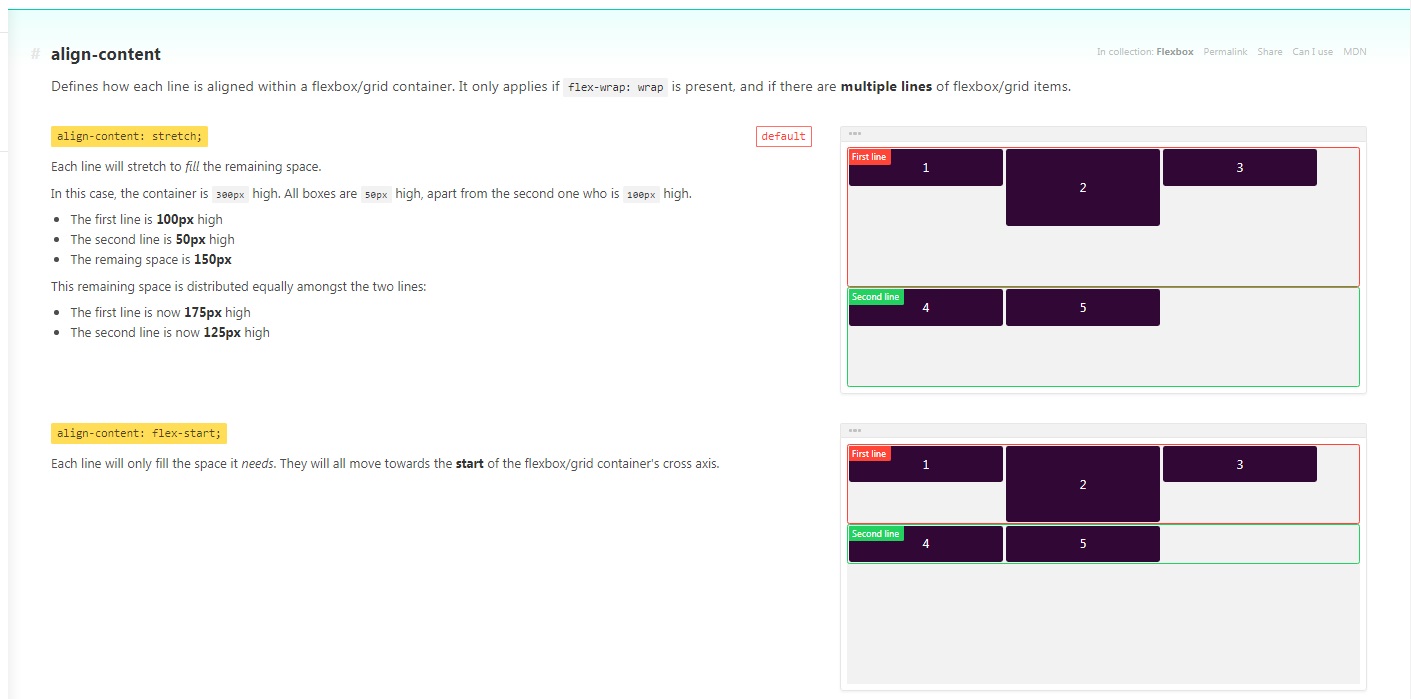 # align-content
In collection: Flexbox Permalink Share Can I use MDN
Defines how each line is aligned within a flexbox/grid container. It only applies if flex-wrap: wrap is present, and if there are multiple lines of flexbox/grid items.
align-content: stretch;
default
Each line will stretch to fill the remaining space.
In this case, the container is 300px high. All boxes are 50px high, apart from the second one who is 100px high.
• The first line is 100px high
• The second line is 50px high
• The remaing space is 150px
This remaining space is distributed equally amongst the two lines:
• The first line is now 175px high
• The second line is now 125px high
First line
1
2
3
Second line
4
5
align-content: flex-start;
Each line will only fill the space it needs. They will all move towards the start of the flexbox/grid container's cross axis.
First line
1
2
3
Second line
4
5